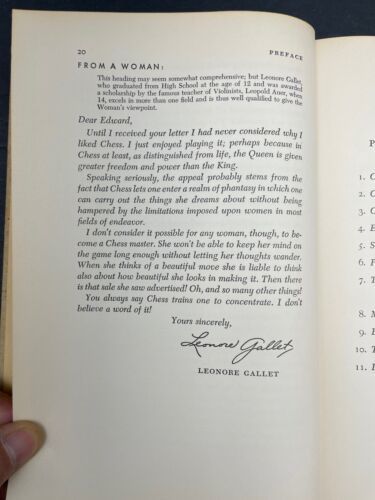 20 PREFACE
FROM A WOMAN:
This heading may seem somewhat comprehensive; but Leonore Gallet,
who graduated from High School at the age of 12 and was awarded
a scholarship by the famous teacher of Violinists, Leopold Auer, when
14, excels in more than one field and is thus well qualified to give the
Woman's viewpoint.
Dear Edward,
Until I received your letter I had never considered why I
liked Chess. I just enjoyed playing it; perhaps because in
Chess at least, as distinguished from life, the Queen is given
greater freedom and power than the King.
Speaking seriously, the appeal probably stems from the
fact that Chess lets one enter a realm of phantasy in which one
can carry out the things she dreams about without being
hampered by the limitations imposed upon women in most
fields of endeavor.
I don't consider it possible for any woman, though, to be-
come a Chess master. She won't be able to keep her mind on
the game long enough without letting her thoughts wander.
When she thinks of a beautiful move she is liable to think
also about how beautiful she looks in making it. Then there
is that sale she saw advertised! Oh, and so many other things!
You always say Chess trains one to concentrate. I don't
believe a word of it!
Yours sincerely,
Leonore Gallet
LEONORE GALLET
P
1.
2.
3.
4.
5.
6.
7.
8.
9.
10.
11.